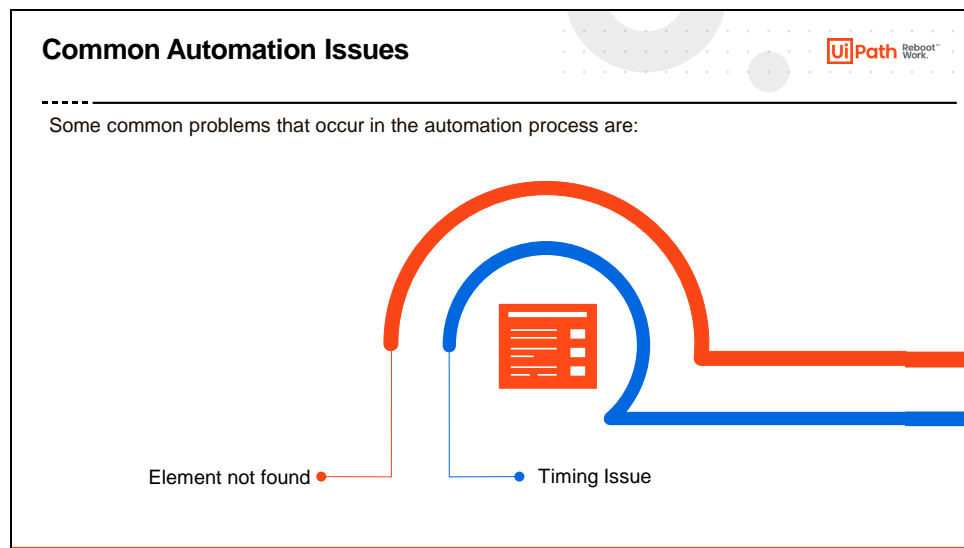 Common Automation Issues
UiPath Reboot™
Work.
Some common problems that occur in the automation process are:
Element not found
Timing Issue